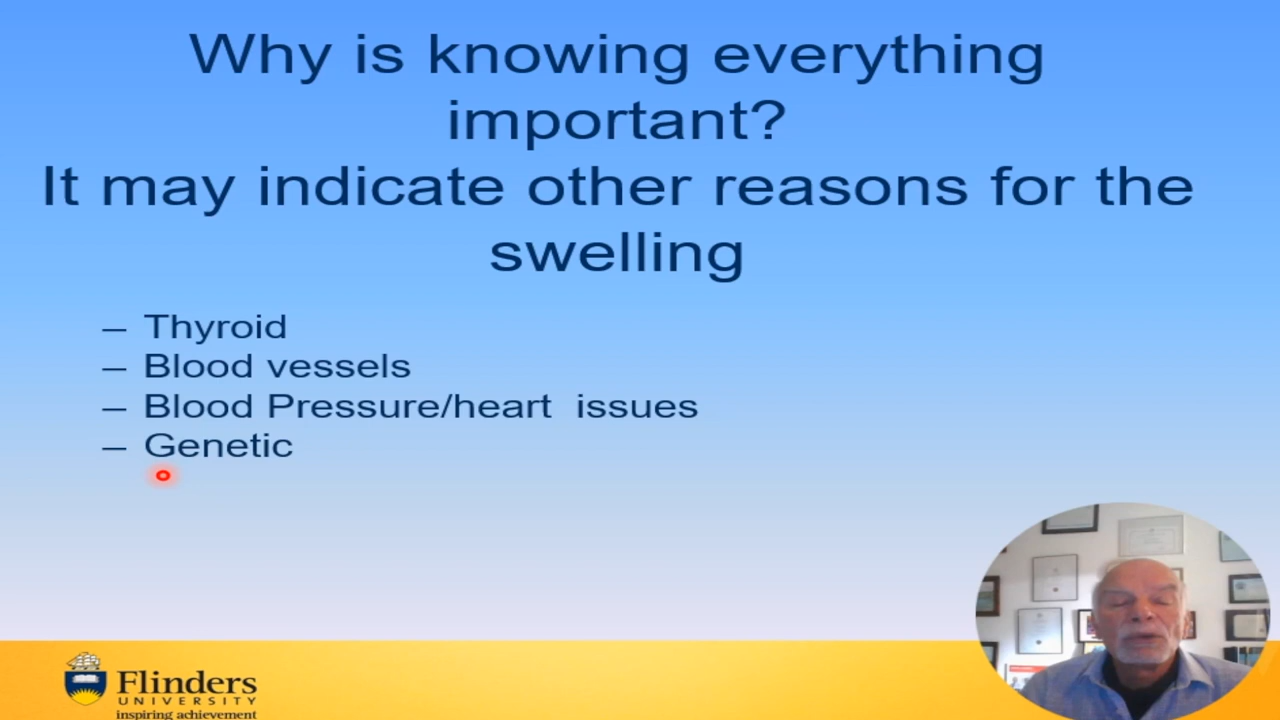 Why is knowing everything
important?
It may indicate other reasons for the
swelling
– Thyroid
– Blood vessels
– Blood Pressure/heart issues
– Genetic
Flinders
UNIVERSITY
inspiring achievement